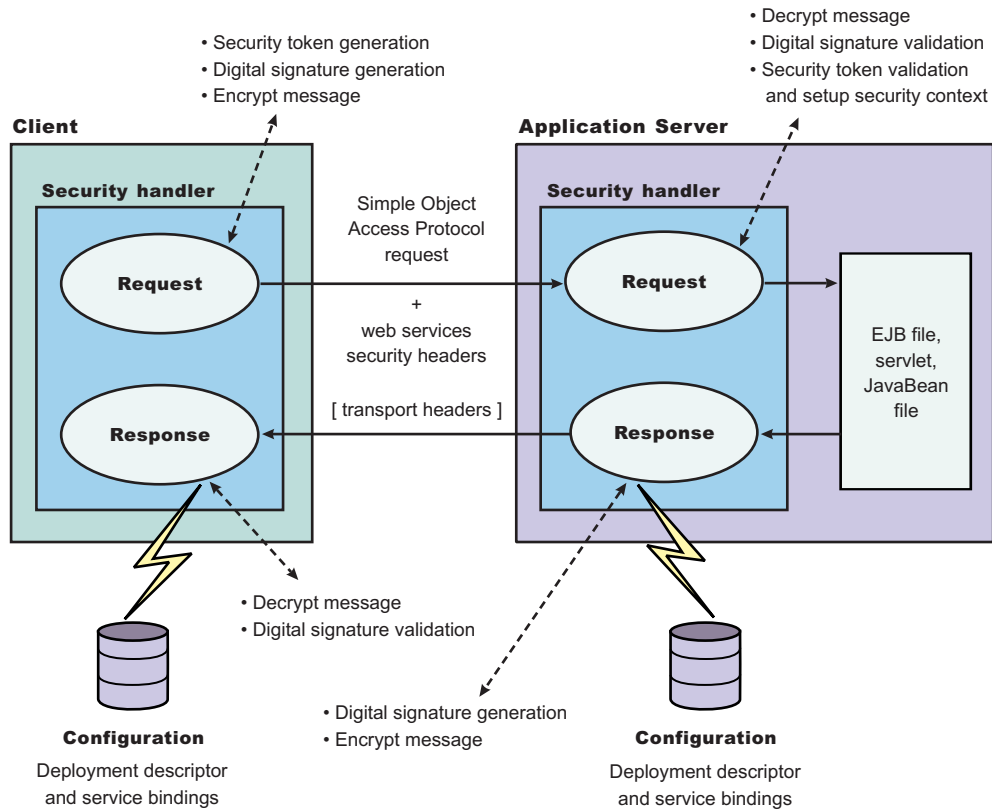 • Security token generation
• Digital signature generation
• Encrypt message
• Decrypt message
• Digital signature validation
• Security token validation
and setup security context
Client
Application Server
Security handler
Security handler
Simple Object
Access Protocol
request
Request
Request
+
web services
security headers
EJB file,
servlet,
JavaBean
file
[ transport headers ]
Response
Response
• Decrypt message
• Digital signature validation
• Digital signature generation
• Encrypt message
Configuration
Deployment descriptor
and service bindings
Configuration
Deployment descriptor
and service bindings